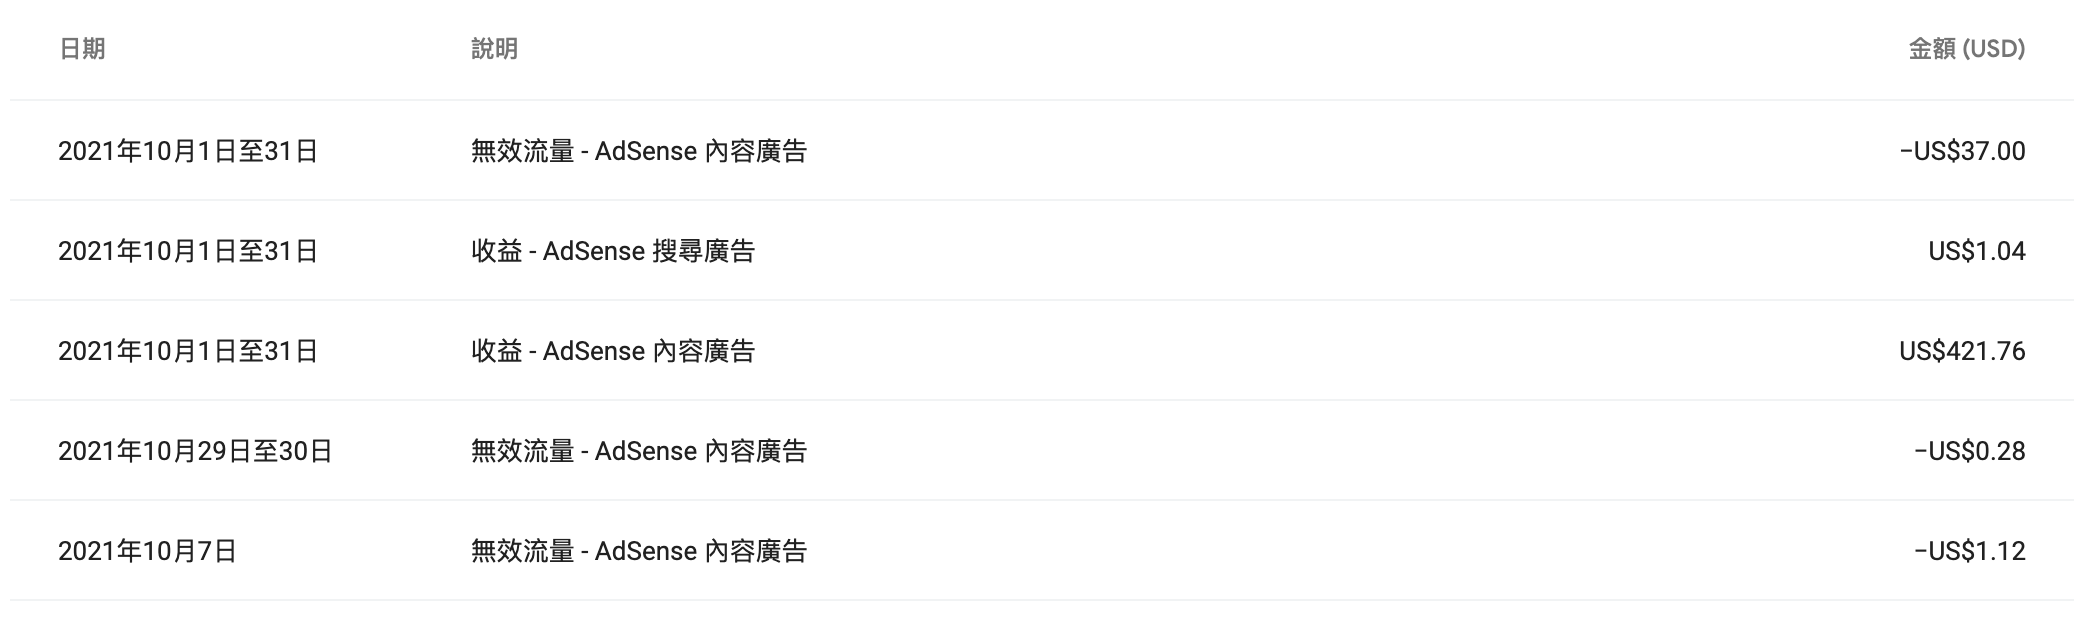 日期 說明 金額 (USD)
2021年10月1日至31日 無效流量 - AdSense 內容廣告 −US$37.00
2021年10月1日至31日 收益 - AdSense 搜尋廣告 US$1.04
2021年10月1日至31日 收益 - AdSense 內容廣告 US$421.76
2021年10月29日至30日 無效流量 - AdSense 內容廣告 −US$0.28
2021年10月7日 無效流量 - AdSense 內容廣告 −US$1.12